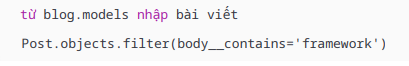 từ blog.models nhập bài viết
Post.objects.filter(body__contains='framework')